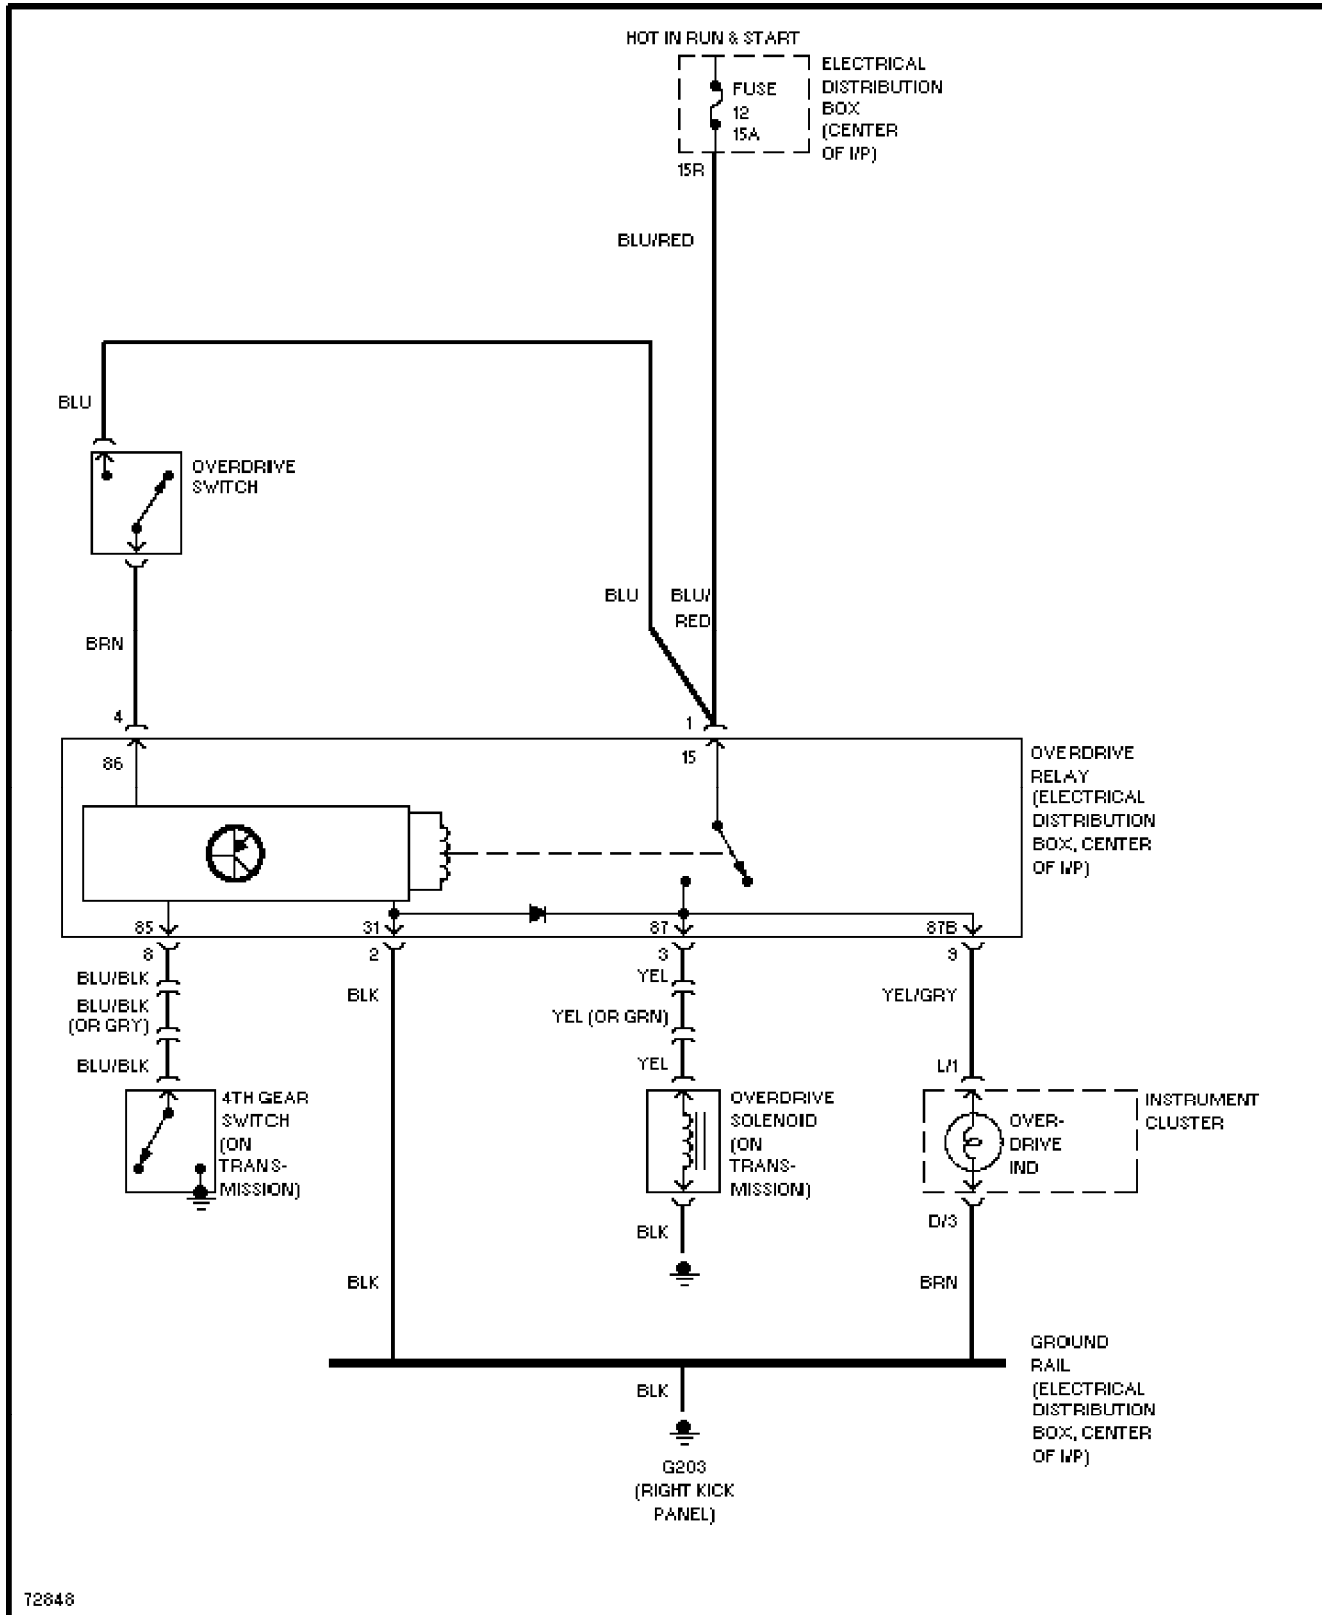 HOT IN RUN & START
ELECTRICAL
DISTRIBUTION
BOX
(CENTER
OF I/P)
FUSE
12
15A
15R
BLU/RED
BLU
OVERDRIVE
SWITCH
BLU
BLU/
RED
BRN
4
1
86
15
OVERDRIVE
RELAY
(ELECTRICAL
DISTRIBUTION
BOX, CENTER
OF I/P)
85
31
87
87B
8
2
3
9
BLU/BLK
BLU/BLK
(OR GRY)
BLU/BLK
BLK
YEL
YEL (OR GRN)
YEL
YEL/GRY
L/1
4TH GEAR
SWITCH
(ON
TRANS-
MISSION)
OVERDRIVE
SOLENOID
(ON
TRANS-
MISSION)
OVER-
DRIVE
IND
INSTRUMENT
CLUSTER
D/3
BLK
BLK
BRN
GROUND
RAIL
(ELECTRICAL
DISTRIBUTION
BOX, CENTER
OF I/P)
BLK
G203
(RIGHT KICK
PANEL)
72848